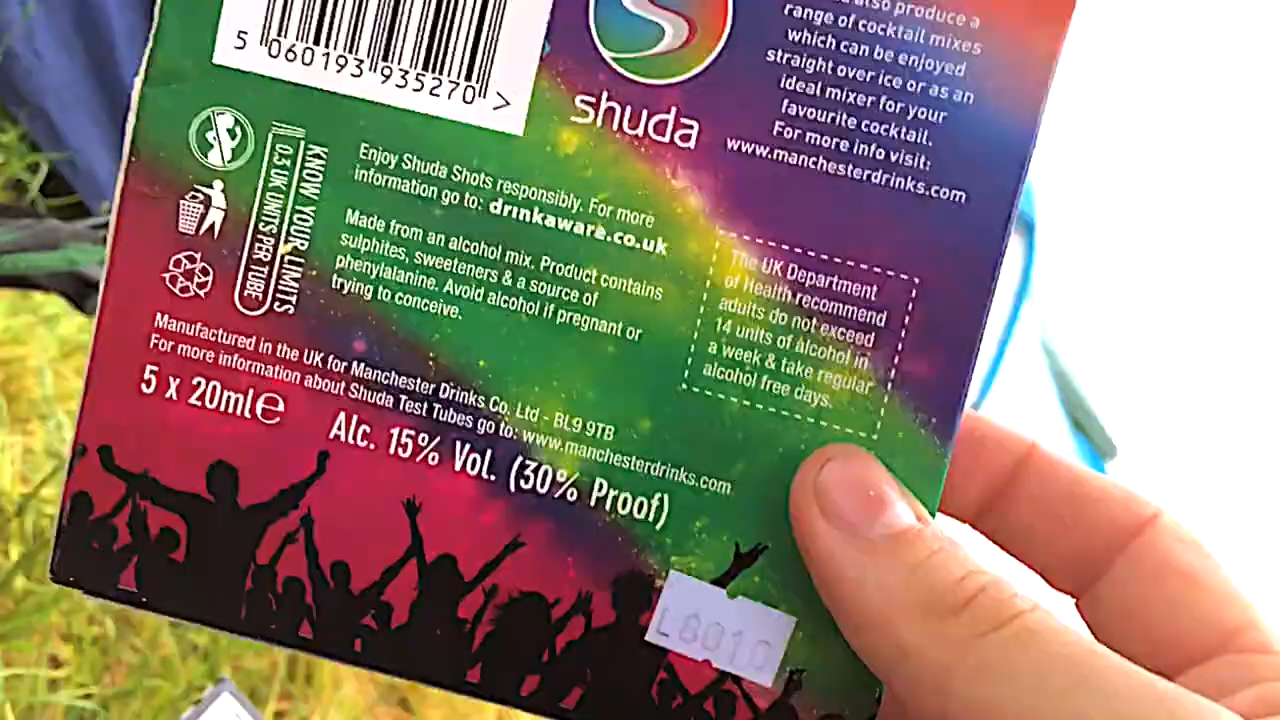 5 060193 935270 >
shuda
also produce a
range of cocktail mixes
which can be enjoyed
straight over ice or as an
ideal mixer for your
favourite cocktail.
For more info visit:
www.manchesterdrinks.com
KNOW YOUR LIMITS
0.3 UK UNITS PER TUBE
Enjoy Shuda Shots responsibly. For more
information go to: drinkaware.co.uk
Made from an alcohol mix. Product contains
sulphites, sweeteners & a source of
phenylalanine. Avoid alcohol if pregnant or
trying to conceive.
The UK Department
of Health recommend
adults do not exceed
14 units of alcohol in
a week & take regular
alcohol free days.
Manufactured in the UK for Manchester Drinks Co. Ltd - BL9 9TB
For more information about Shuda Test Tubes go to: www.manchesterdrinks.com
5 x 20ml℮
Alc. 15% Vol. (30% Proof)
L8010